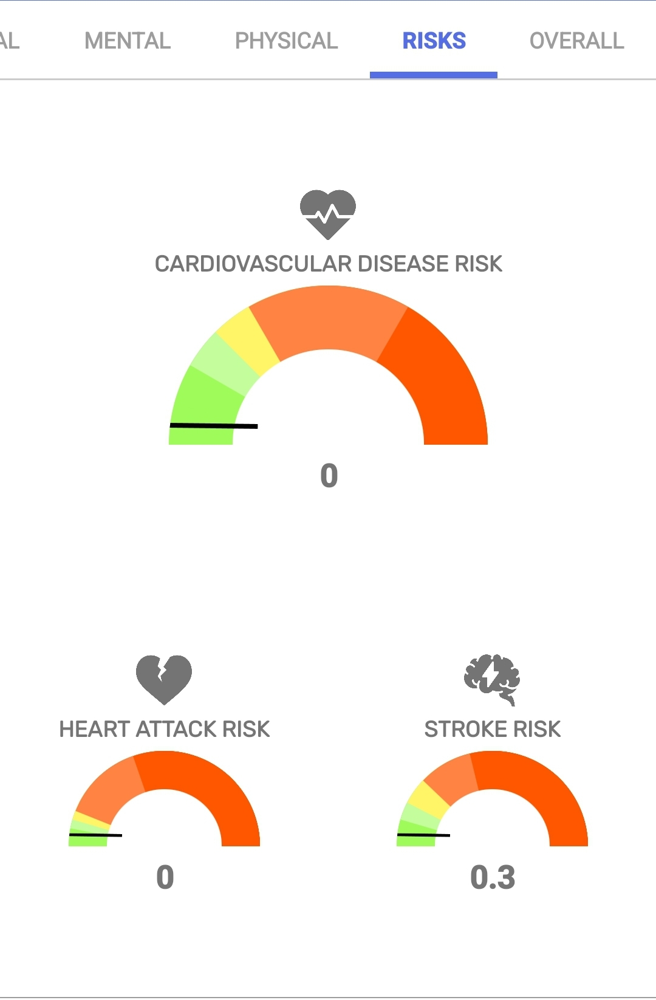 AL MENTAL PHYSICAL RISKS OVERALL
CARDIOVASCULAR DISEASE RISK
0
HEART ATTACK RISK
0
STROKE RISK
0.3